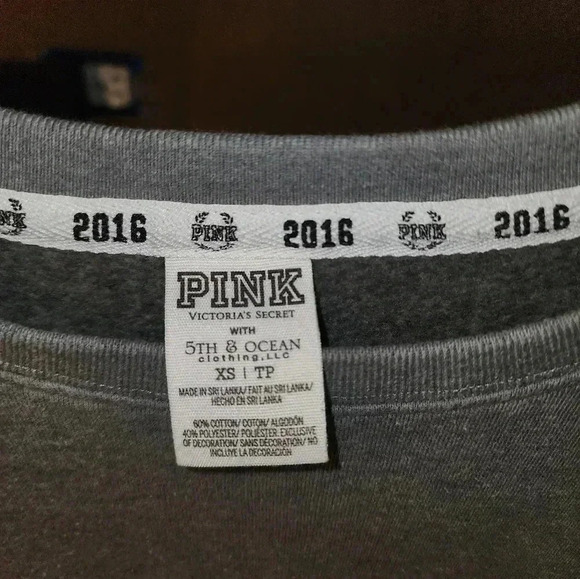 2016 PINK 2016 PINK 2016
PINK
VICTORIA'S SECRET
WITH
5TH & OCEAN
clothing, LLC
XS | TP
MADE IN SRI LANKA/ FAIT AU SRI LANKA/
HECHO EN SRI LANKA
60% COTTON/ COTON/ ALGODÓN
40% POLYESTER/ POLIÉSTER EXCLUSIVE
OF DECORATION/ SANS DÉCORATION/ NO
INCLUYE LA DECORACIÓN